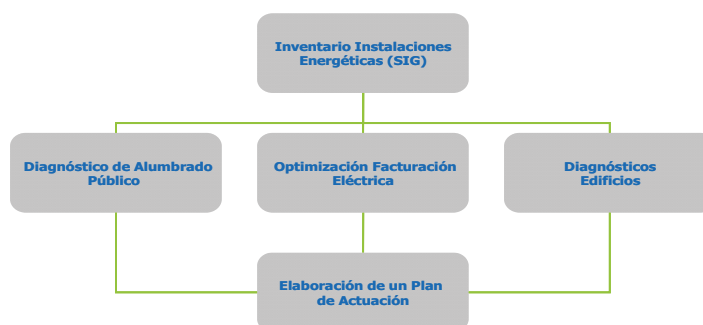 Inventario Instalaciones
Energéticas (SIG)
Diagnóstico de Alumbrado
Público
Optimización Facturación
Eléctrica
Diagnósticos
Edificios
Elaboración de un Plan
de Actuación